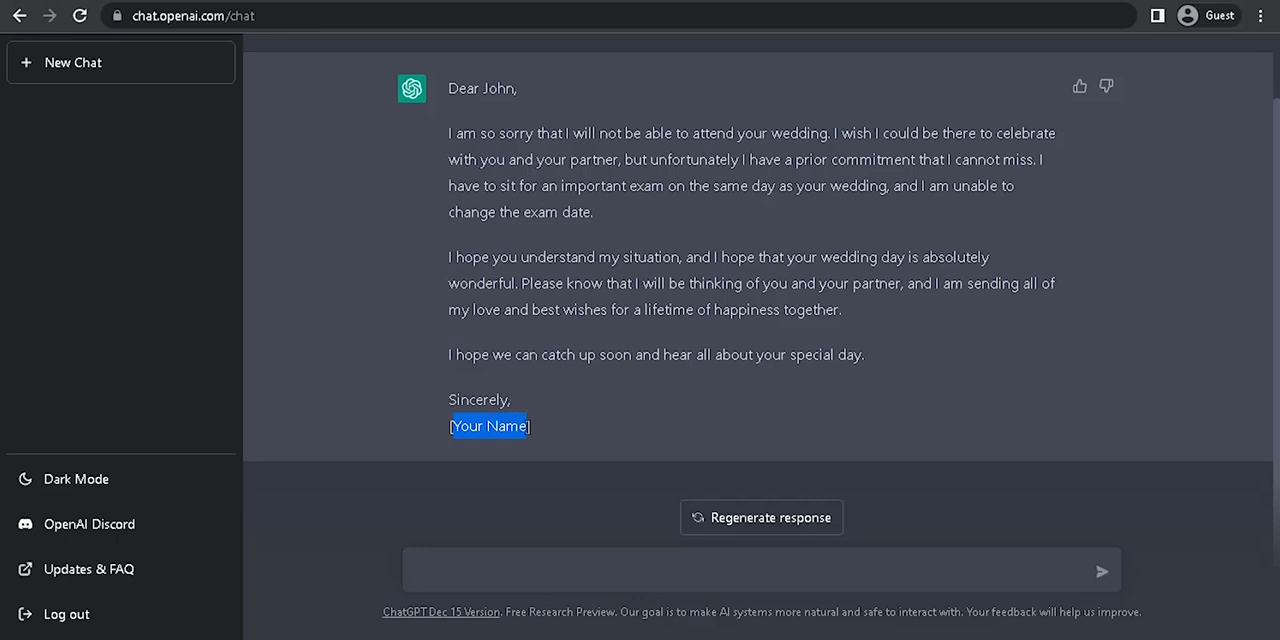 chat.openai.com/chat
Guest
+ New Chat
Dear John,
I am so sorry that I will not be able to attend your wedding. I wish I could be there to celebrate
with you and your partner, but unfortunately I have a prior commitment that I cannot miss. I
have to sit for an important exam on the same day as your wedding, and I am unable to
change the exam date.
I hope you understand my situation, and I hope that your wedding day is absolutely
wonderful. Please know that I will be thinking of you and your partner, and I am sending all of
my love and best wishes for a lifetime of happiness together.
I hope we can catch up soon and hear all about your special day.
Sincerely,
[Your Name]
Dark Mode
OpenAI Discord
Updates & FAQ
Log out
Regenerate response
ChatGPT Dec 15 Version. Free Research Preview. Our goal is to make AI systems more natural and safe to interact with. Your feedback will help us improve.